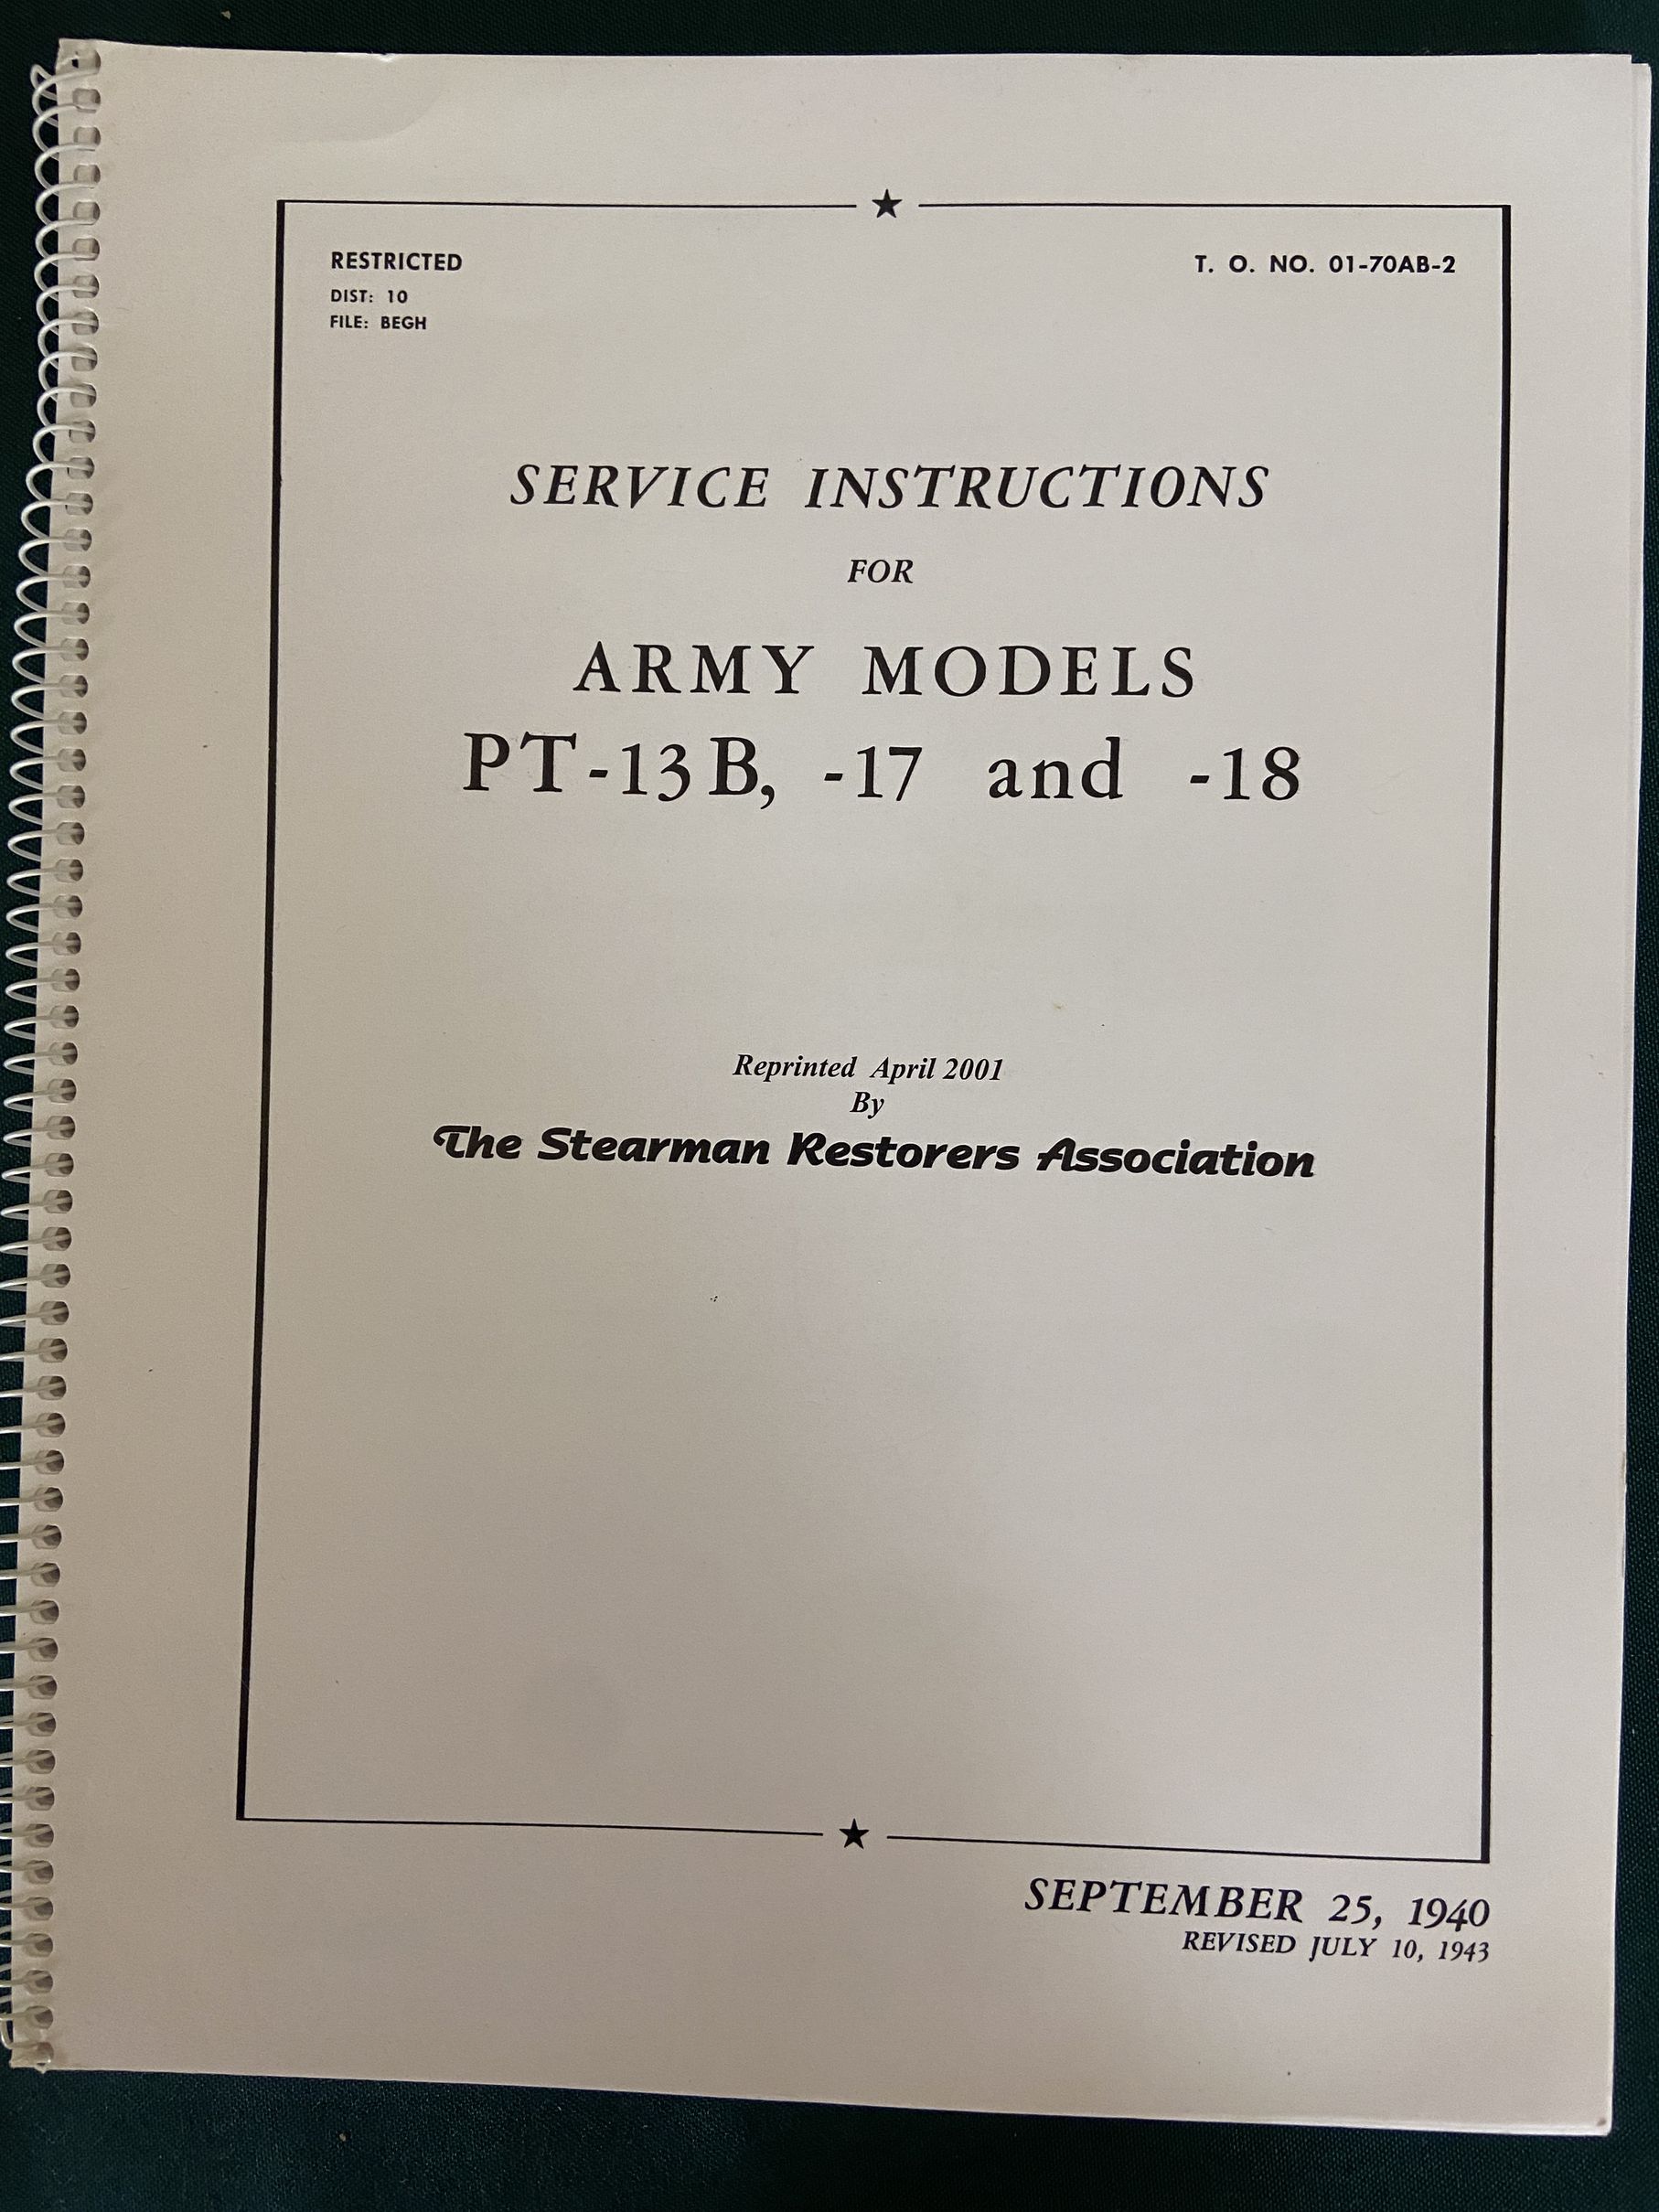 RESTRICTED
T. O. NO. 01-70AB-2
DIST: 10
FILE: BEGH
SERVICE INSTRUCTIONS
FOR
ARMY MODELS
PT-13B, -17 and -18
Reprinted April 2001
By
The Stearman Restorers Association
SEPTEMBER 25, 1940
REVISED JULY 10, 1943